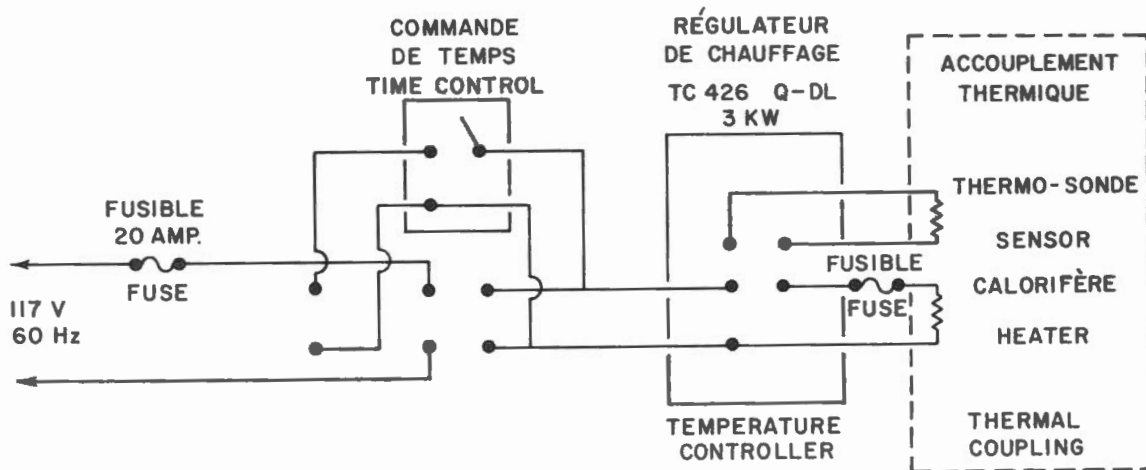 COMMANDE
DE TEMPS
TIME CONTROL
RÉGULATEUR
DE CHAUFFAGE
TC 426 Q-DL
3 KW
ACCOUPLEMENT
THERMIQUE
FUSIBLE
20 AMP.
FUSE
117 V
60 Hz
THERMO-SONDE
SENSOR
FUSIBLE
FUSE
CALORIFÈRE
HEATER
TEMPERATURE
CONTROLLER
THERMAL
COUPLING